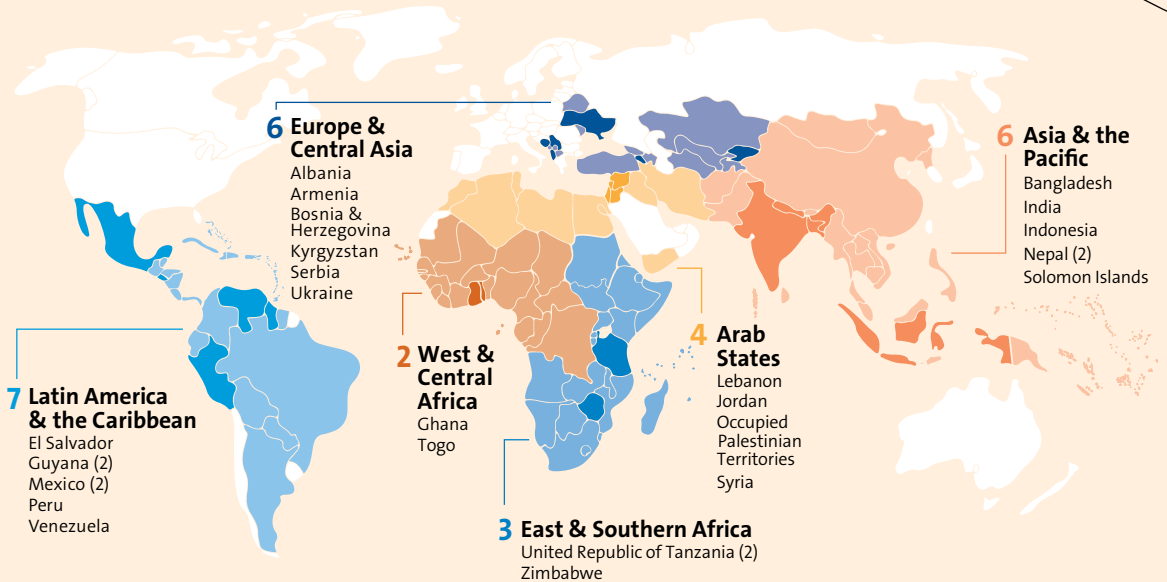 6 Europe &
Central Asia
Albania
Armenia
Bosnia &
Herzegovina
Kyrgyzstan
Serbia
Ukraine
6 Asia & the
Pacific
Bangladesh
India
Indonesia
Nepal (2)
Solomon Islands
7 Latin America
& the Caribbean
El Salvador
Guyana (2)
Mexico (2)
Peru
Venezuela
2 West &
Central
Africa
Ghana
Togo
4 Arab
States
Lebanon
Jordan
Occupied
Palestinian
Territories
Syria
3 East & Southern Africa
United Republic of Tanzania (2)
Zimbabwe